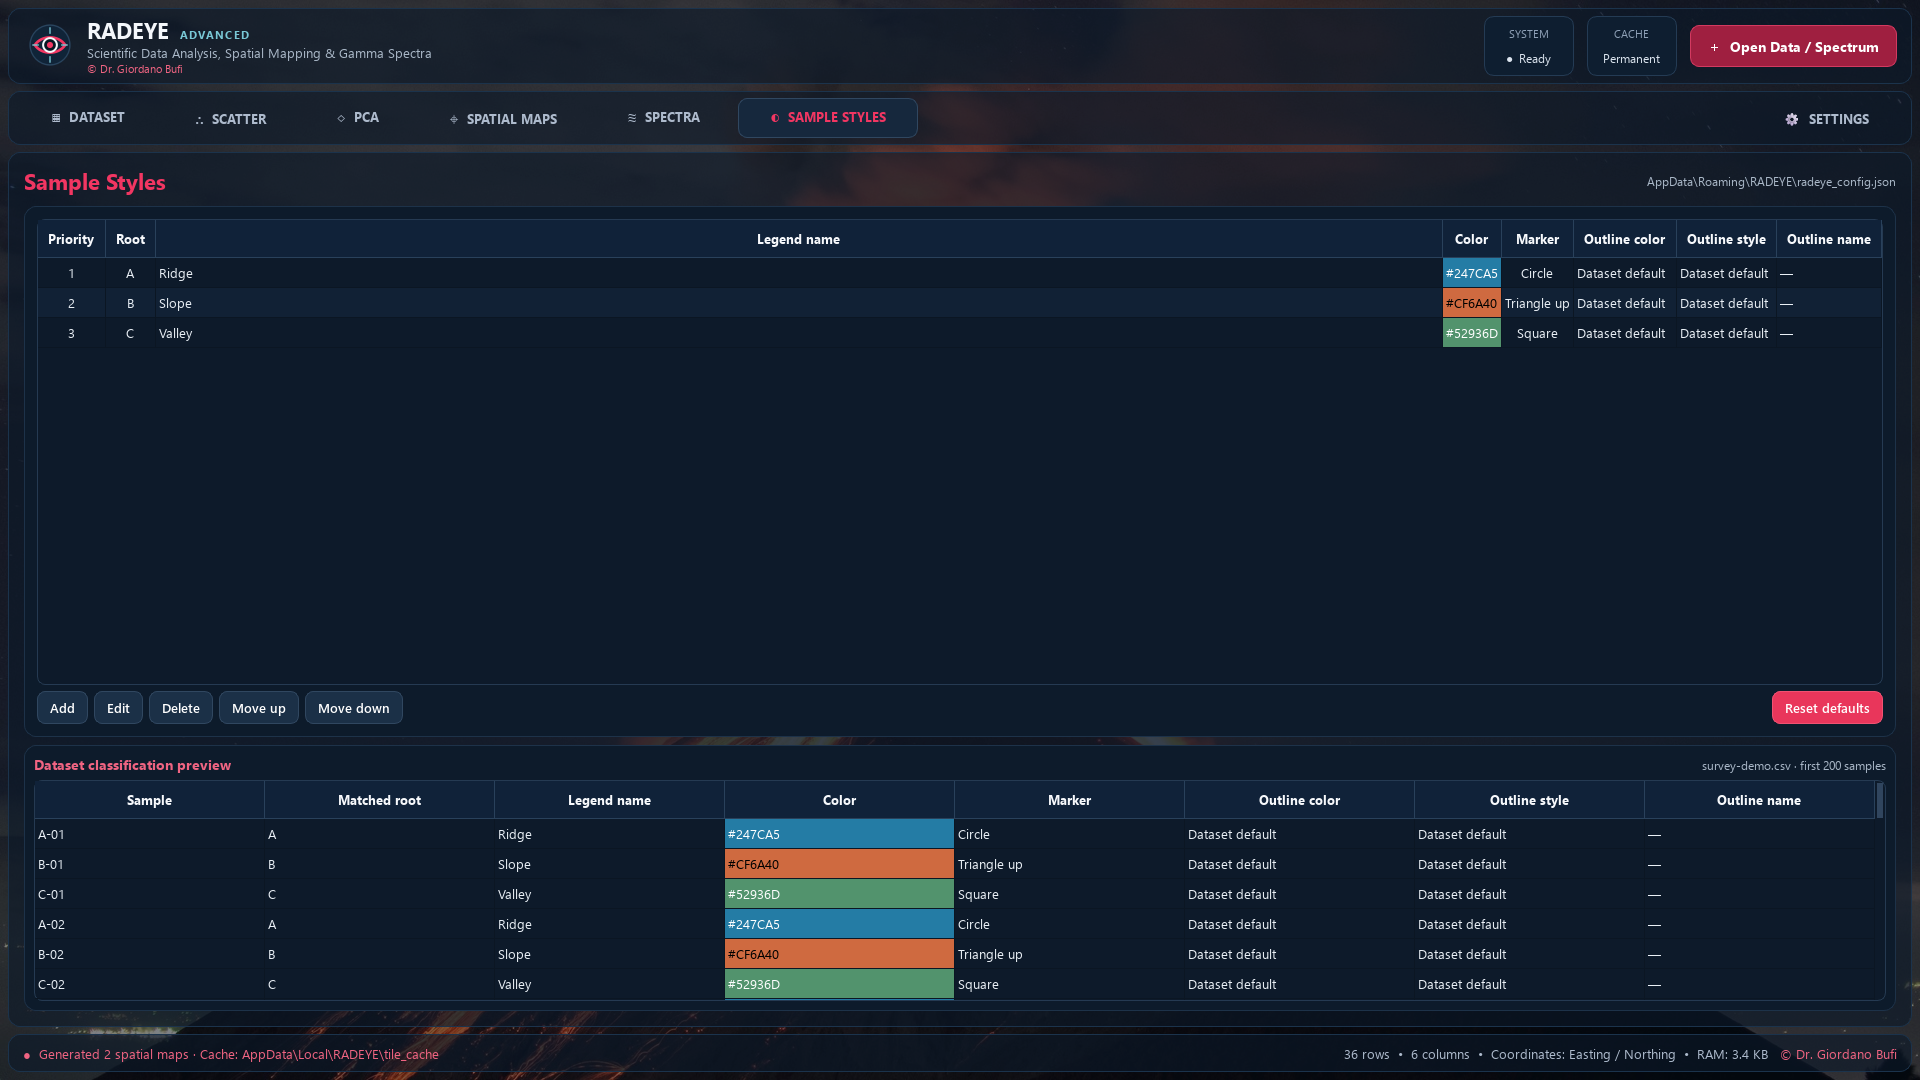 RADEYE ADVANCED
Scientific Data Analysis, Spatial Mapping & Gamma Spectra
© Dr. Giordano Bufi
SYSTEM
● Ready
CACHE
Permanent
+ Open Data / Spectrum
DATASET
SCATTER
PCA
SPATIAL MAPS
SPECTRA
SAMPLE STYLES
SETTINGS
Sample Styles
AppData\Roaming\RADEYE\radeye_config.json
Priority Root Legend name Color Marker Outline color Outline style Outline name
1 A Ridge #247CA5 Circle Dataset default Dataset default —
2 B Slope #CF6A40 Triangle up Dataset default Dataset default —
3 C Valley #52936D Square Dataset default Dataset default —
Add Edit Delete Move up Move down Reset defaults
Dataset classification preview
survey-demo.csv · first 200 samples
Sample Matched root Legend name Color Marker Outline color Outline style Outline name
A-01 A Ridge #247CA5 Circle Dataset default Dataset default —
B-01 B Slope #CF6A40 Triangle up Dataset default Dataset default —
C-01 C Valley #52936D Square Dataset default Dataset default —
A-02 A Ridge #247CA5 Circle Dataset default Dataset default —
B-02 B Slope #CF6A40 Triangle up Dataset default Dataset default —
C-02 C Valley #52936D Square Dataset default Dataset default —
● Generated 2 spatial maps · Cache: AppData\Local\RADEYE\tile_cache
36 rows • 6 columns • Coordinates: Easting / Northing • RAM: 3.4 KB © Dr. Giordano Bufi